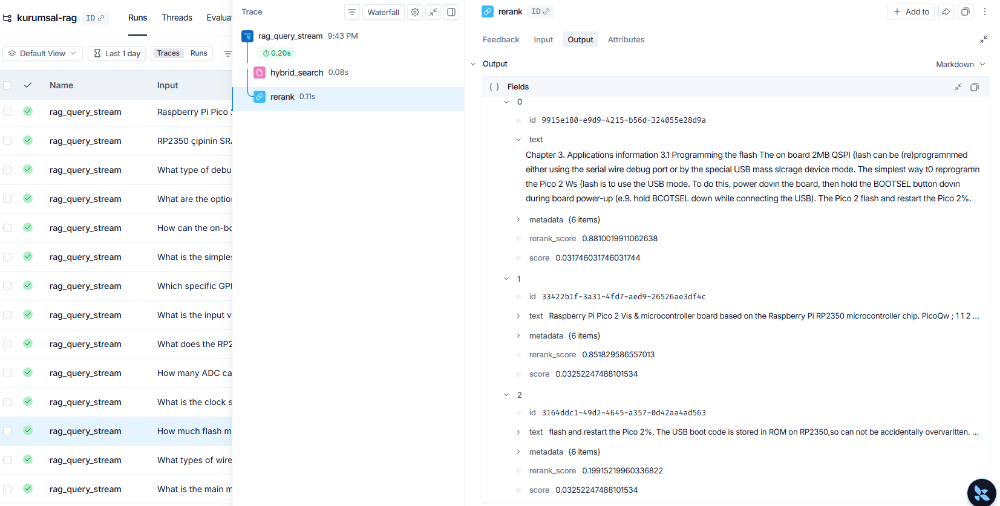 kurumsal-rag ID Runs Threads Evalua
Default View Last 1 day Traces Runs
Name Input
rag_query_stream Raspberry Pi Pico 2
rag_query_stream RP2350 çipinin SRA
rag_query_stream What type of debu
rag_query_stream What are the option
rag_query_stream How can the on-bo
rag_query_stream What is the simples
rag_query_stream Which specific GPI
rag_query_stream What is the input v
rag_query_stream What does the RP2
rag_query_stream How many ADC ca
rag_query_stream What is the clock s
rag_query_stream How much flash m
rag_query_stream What types of wire
rag_query_stream What is the main m
Trace Waterfall
rag_query_stream 9:43 PM
0.20s
hybrid_search 0.08s
rerank 0.11s
rerank ID Add to
Feedback Input Output Attributes
Output Markdown
{ } Fields
0
id 9915e180-e9d9-4215-b56d-324055e28d9a
text
Chapter 3. Applications information 3.1 Programming the flash The on board 2MB QSPI {lash can be (re)programnmed
either using the serial wire debug port or by the special USB mass slcrage device mode. The simplest way t0 reprogramn
the Pico 2 Ws {lash is to use the USB mode. To do this, power dovın the board, then hold the BOOTSEL button dovın
during board power-up (e.9. hold BCOTSEL down while connecting the USB). The Pico 2 flash and restart the Pico 2%.
metadata {6 items}
rerank_score 0.8810019911062638
score 0.031746031746031744
1
id 33422b1f-3a31-4fd7-aed9-26526ae3df4c
text Raspberry Pi Pico 2 Vis & microcontroller board based on the Raspberry Pi RP2350 microcontroller chip. PicoQw ; 1 1 2 ...
metadata {6 items}
rerank_score 0.851829586557013
score 0.03252247488101534
2
id 3164ddc1-49d2-4645-a357-0d42aa4ad563
text flash and restart the Pico 2%. The USB boot code is stored in ROM on RP2350,so can not be accidentally overvaritten. ...
metadata {6 items}
rerank_score 0.19915219960336822
score 0.03252247488101534